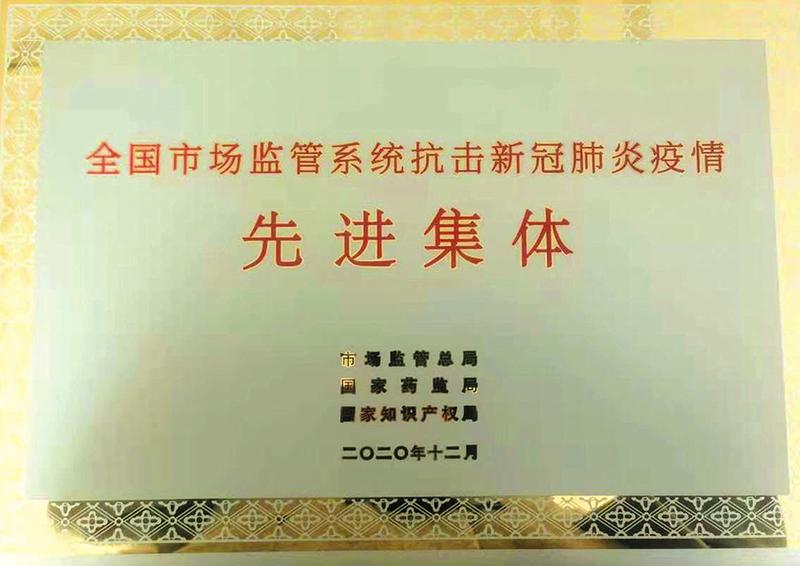 全国市场监管系统抗击新冠肺炎疫情
先进集体
市场监管总局
国家药监局
国家知识产权局
二〇二〇年十二月